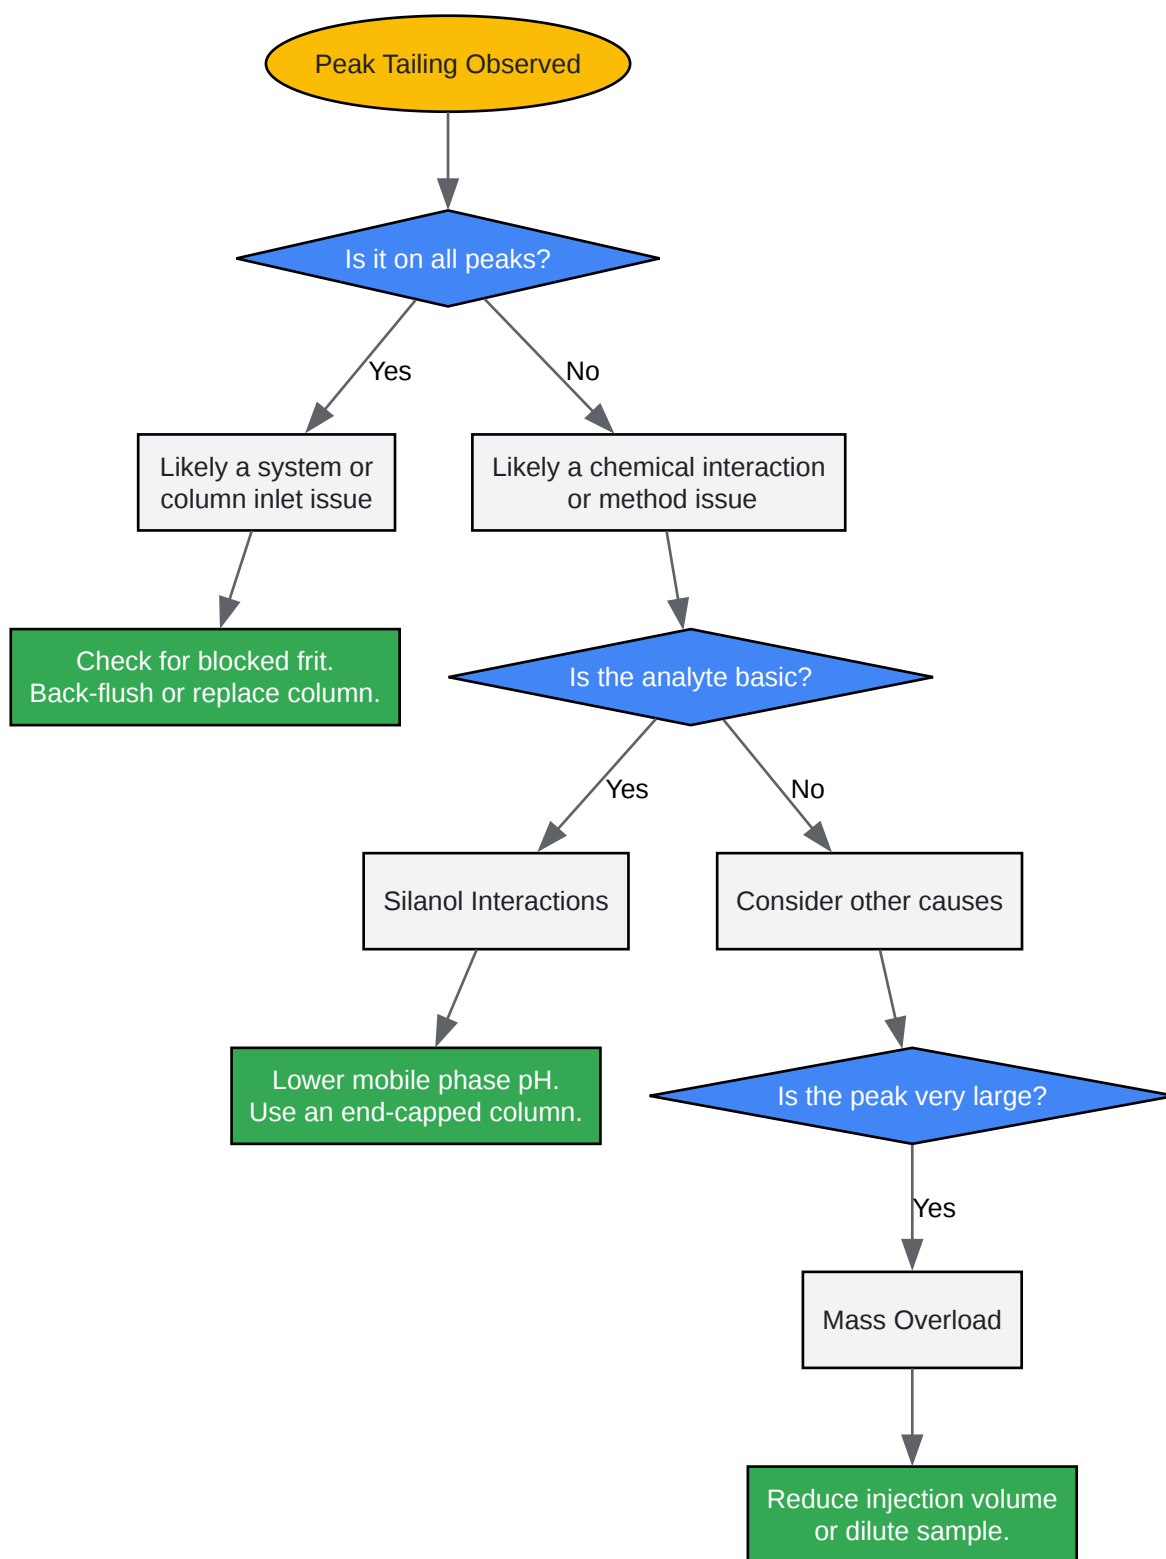 Peak Tailing Observed
Is it on all peaks?
Yes
No
Likely a system or
column inlet issue
Likely a chemical interaction
or method issue
Check for blocked frit.
Back-flush or replace column.
Is the analyte basic?
Yes
No
Silanol Interactions
Consider other causes
Lower mobile phase pH.
Use an end-capped column.
Is the peak very large?
Yes
Mass Overload
Reduce injection volume
or dilute sample.